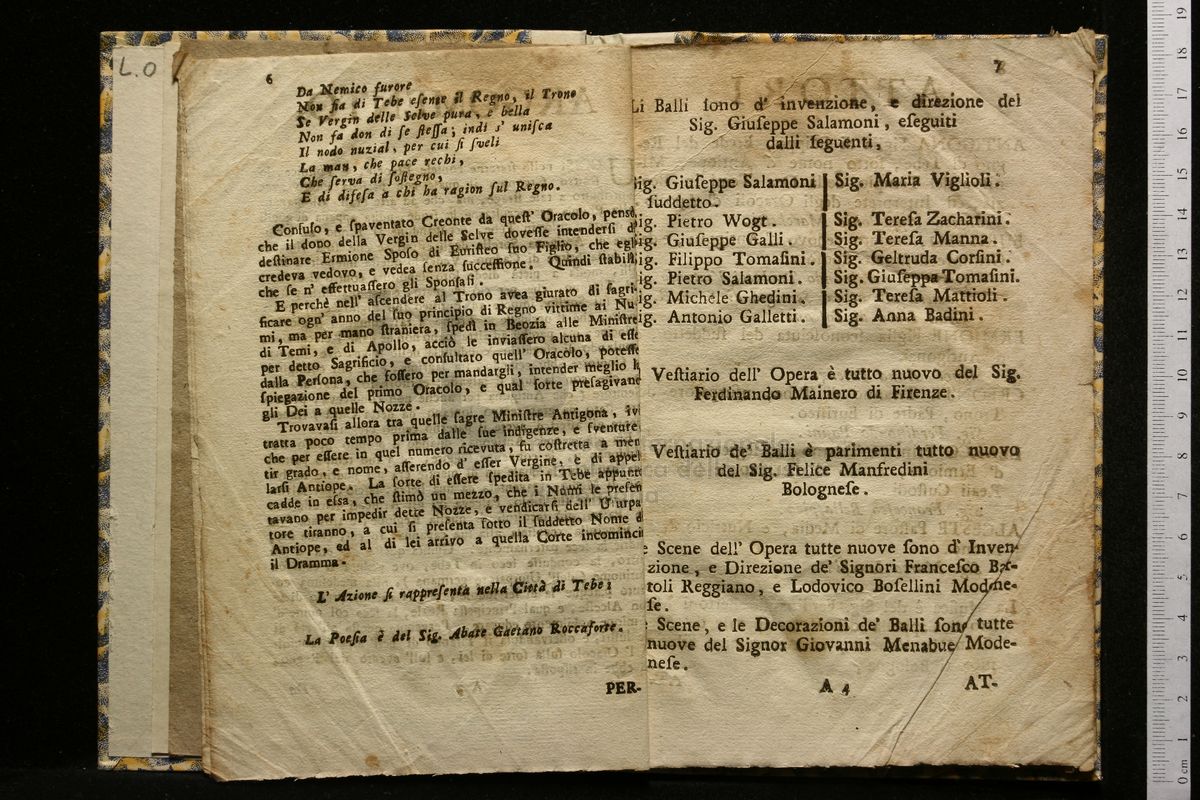 L.O
6
Da Nemico furore
Non fia di Tebe esente il Regno, il Trono
Se Vergin delle Selve pura, e bella
Non fa don di se stessa; indi s' unisca
Il nodo nuzial, per cui si sveli
La man, che pace rechi,
Che serva di sostegno,
E di difesa a chi ha ragion sul Regno.
Confuso, e spaventato Creonte da quest' Oracolo, pensò,
che il dono della Vergin delle Selve dovesse intendersi d
destinare Ermione Sposo di Euristeo suo Figlio, che egl
credeva vedovo, e vedea senza successione. Quindi stabilì,
che se n' effettuassero gli Sponsali.
E perchè nell' ascendere al Trono avea giurato di sagri-
ficare ogn' anno del suo principio di Regno vittime ai Nu-
mi, ma per mano straniera, spedì in Beozia alle Ministre
di Temi, e di Apollo, acciò le inviassero alcuna di esse
per detto Sagrificio, e consultato quell' Oracolo, potesse
dalla Persona, che fossero per mandargli, intender meglio l
spiegazione del primo Oracolo, e qual sorte presagivano
gli Dei a quelle Nozze.
Trovavasi allora tra quelle sagre Ministre Antigona, ivi
tratta poco tempo prima dalle sue indigenze, e sventure,
che per essere in quel numero ricevuta, fu costretta a men
tir grado, e nome, asserendo d' esser Vergine, e di appel
larsi Antiope. La sorte di essere spedita in Tebe appunto
cadde in essa, che stimò un mezzo, che i Numi le presen
tavano per impedir dette Nozze, e vendicarsi dell' Usurpa
tore tiranno, a cui si presenta sotto il suddetto Nome d
Antiope, ed al di lei arrivo a quella Corte incominci
il Dramma.
L' Azione si rappresenta nella Città di Tebe;
La Poesia è del Sig. Abate Gaetano Roccaforte.
PER-
7
Li Balli sono d' invenzione, e direzione del
Sig. Giuseppe Salamoni, eseguiti
dalli seguenti,
Sig. Giuseppe Salamoni | Sig. Maria Viglioli.
suddetto.
Sig. Pietro Wogt. | Sig. Teresa Zacharini.
Sig. Giuseppe Galli. | Sig. Teresa Manna.
Sig. Filippo Tomasini. | Sig. Geltruda Corsini.
Sig. Pietro Salamoni. | Sig. Giuseppa Tomasini.
Sig. Michele Ghedini. | Sig. Teresa Mattioli.
Sig. Antonio Galletti. | Sig. Anna Badini.
Vestiario dell' Opera è tutto nuovo del Sig.
Ferdinando Mainero di Firenze.
Vestiario de' Balli è parimenti tutto nuovo
del Sig. Felice Manfredini
Bolognese.
e Scene dell' Opera tutte nuove sono d' Inven-
zione, e Direzione de' Signori Francesco Bar-
toli Reggiano, e Lodovico Bosellini Modene-
se.
e Scene, e le Decorazioni de' Balli sono tutte
nuove del Signor Giovanni Menabue Mode-
nese.
A 4
AT-